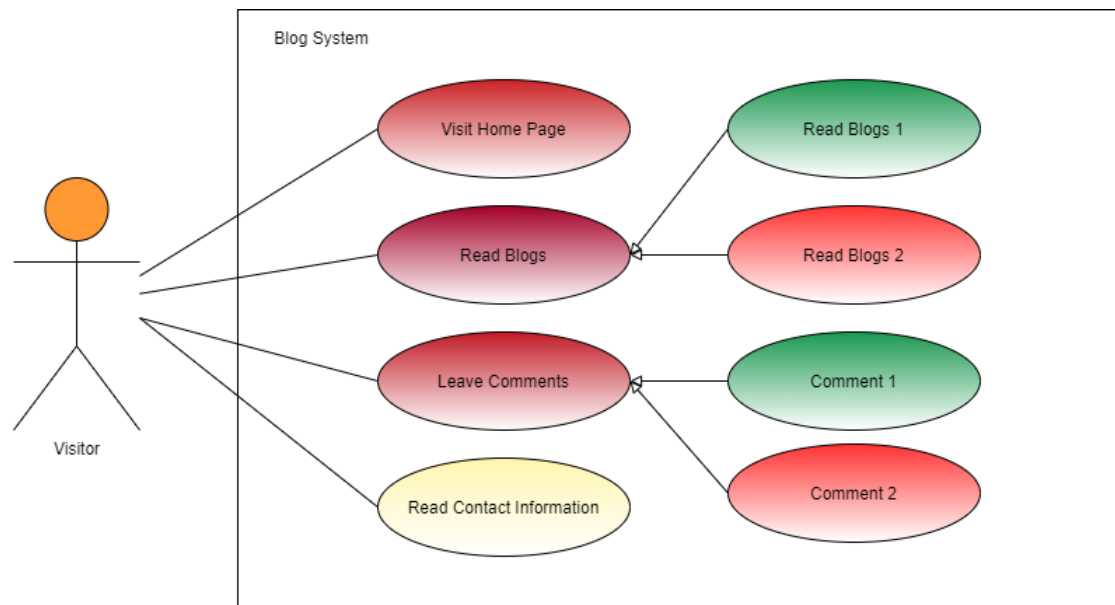 Blog System
Visit Home Page
Read Blogs 1
Read Blogs
Read Blogs 2
Leave Comments
Comment 1
Visitor
Read Contact Information
Comment 2